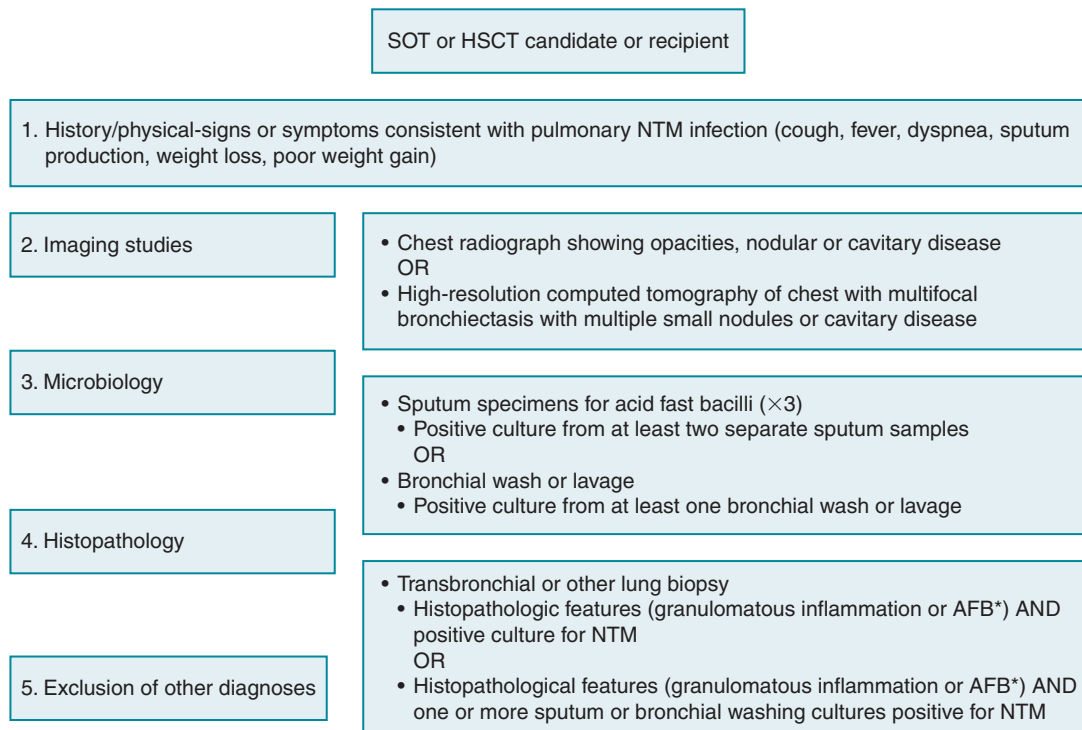 SOT or HSCT candidate or recipient
1. History/physical-signs or symptoms consistent with pulmonary NTM infection (cough, fever, dyspnea, sputum
production, weight loss, poor weight gain)
2. Imaging studies
• Chest radiograph showing opacities, nodular or cavitary disease
OR
• High-resolution computed tomography of chest with multifocal
bronchiectasis with multiple small nodules or cavitary disease
3. Microbiology
• Sputum specimens for acid fast bacilli (×3)
• Positive culture from at least two separate sputum samples
OR
• Bronchial wash or lavage
• Positive culture from at least one bronchial wash or lavage
4. Histopathology
• Transbronchial or other lung biopsy
• Histopathologic features (granulomatous inflammation or AFB*) AND
positive culture for NTM
OR
• Histopathological features (granulomatous inflammation or AFB*) AND
one or more sputum or bronchial washing cultures positive for NTM
5. Exclusion of other diagnoses